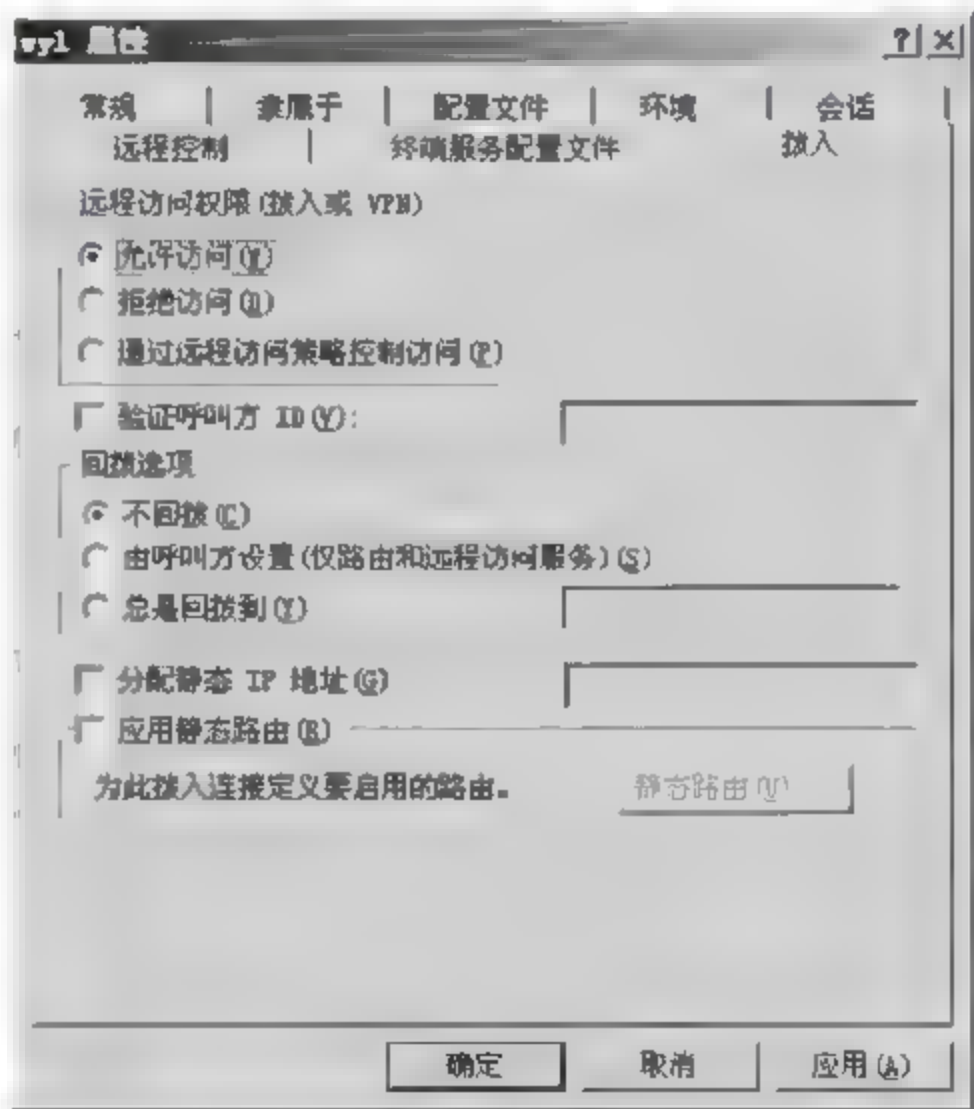 wyl 属性
常规 隶属于 配置文件 环境 会话
远程控制 终端服务配置文件 拨入
远程访问权限(拨入或 VPN)
允许访问(W)
拒绝访问(D)
通过远程访问策略控制访问(P)
验证呼叫方 ID(V):
回拨选项
不回拨(C)
由呼叫方设置(仅路由和远程访问服务)(S)
总是回拨到(Y)
分配静态 IP 地址(G)
应用静态路由(R)
为此拨入连接定义要启用的路由。 静态路由(U)
确定 取消 应用(A)